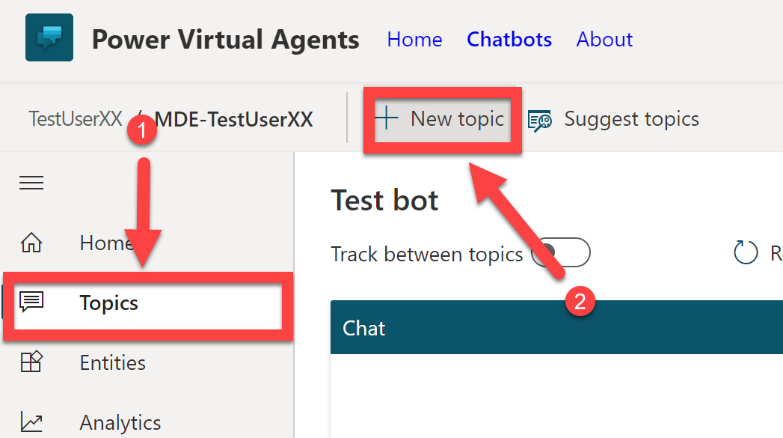 Power Virtual Agents Home Chatbots About
TestUserXX / MDE-TestUserXX + New topic Suggest topics
1
Test bot
Home
Track between topics R
Topics
2
Chat
Entities
Analytics